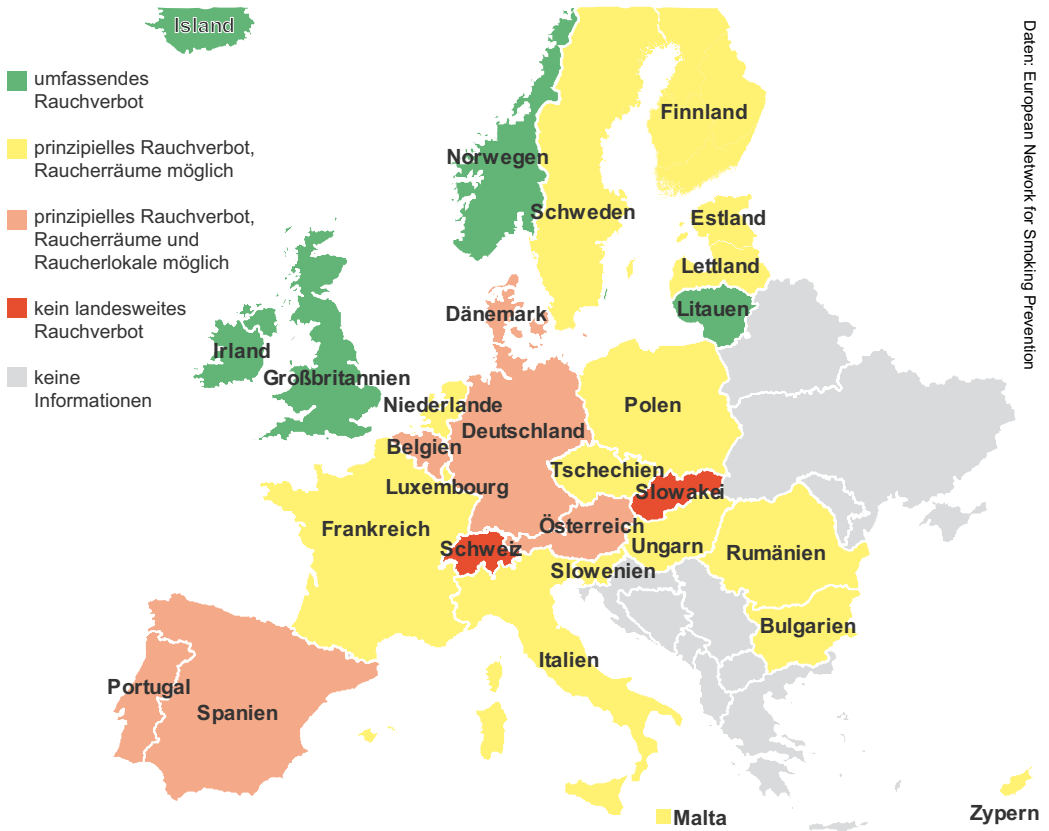 Island
umfassendes
Rauchverbot
prinzipielles Rauchverbot,
Raucherräume möglich
prinzipielles Rauchverbot,
Raucherräume und
Raucherlokale möglich
kein landesweites
Rauchverbot
keine
Informationen
Daten: European Network for Smoking Prevention
Finnland
Norwegen
Schweden
Estland
Lettland
Litauen
Dänemark
Irland
Großbritannien
Niederlande
Polen
Deutschland
Belgien
Tschechien
Luxembourg
Slowakei
Frankreich
Österreich
Schweiz
Ungarn
Rumänien
Slowenien
Bulgarien
Italien
Portugal
Spanien
Malta
Zypern